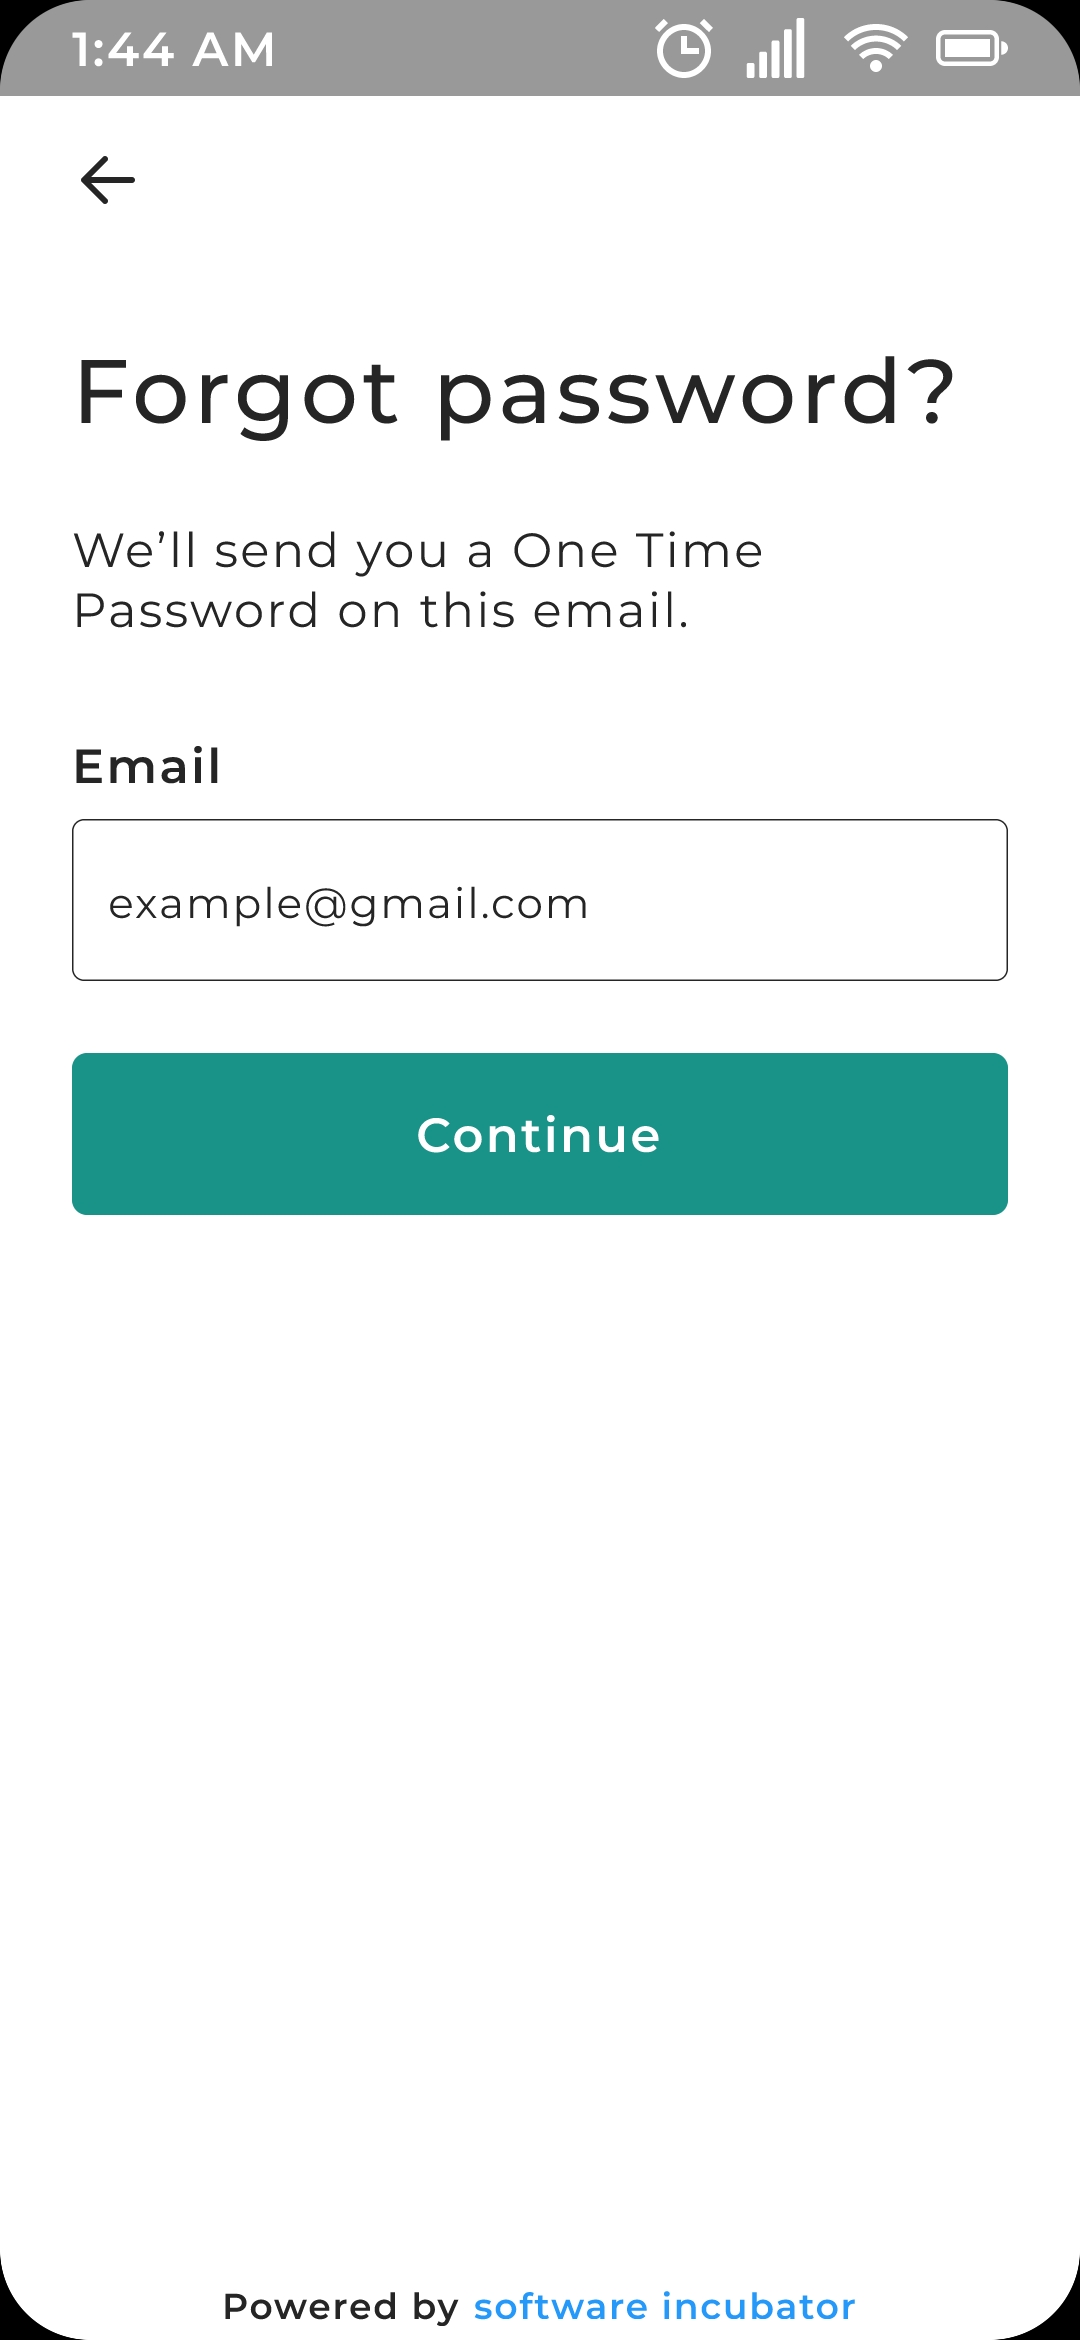 1:44 AM
Forgot password?
We’ll send you a One Time
Password on this email.
Email
example@gmail.com
Continue
Powered by software incubator